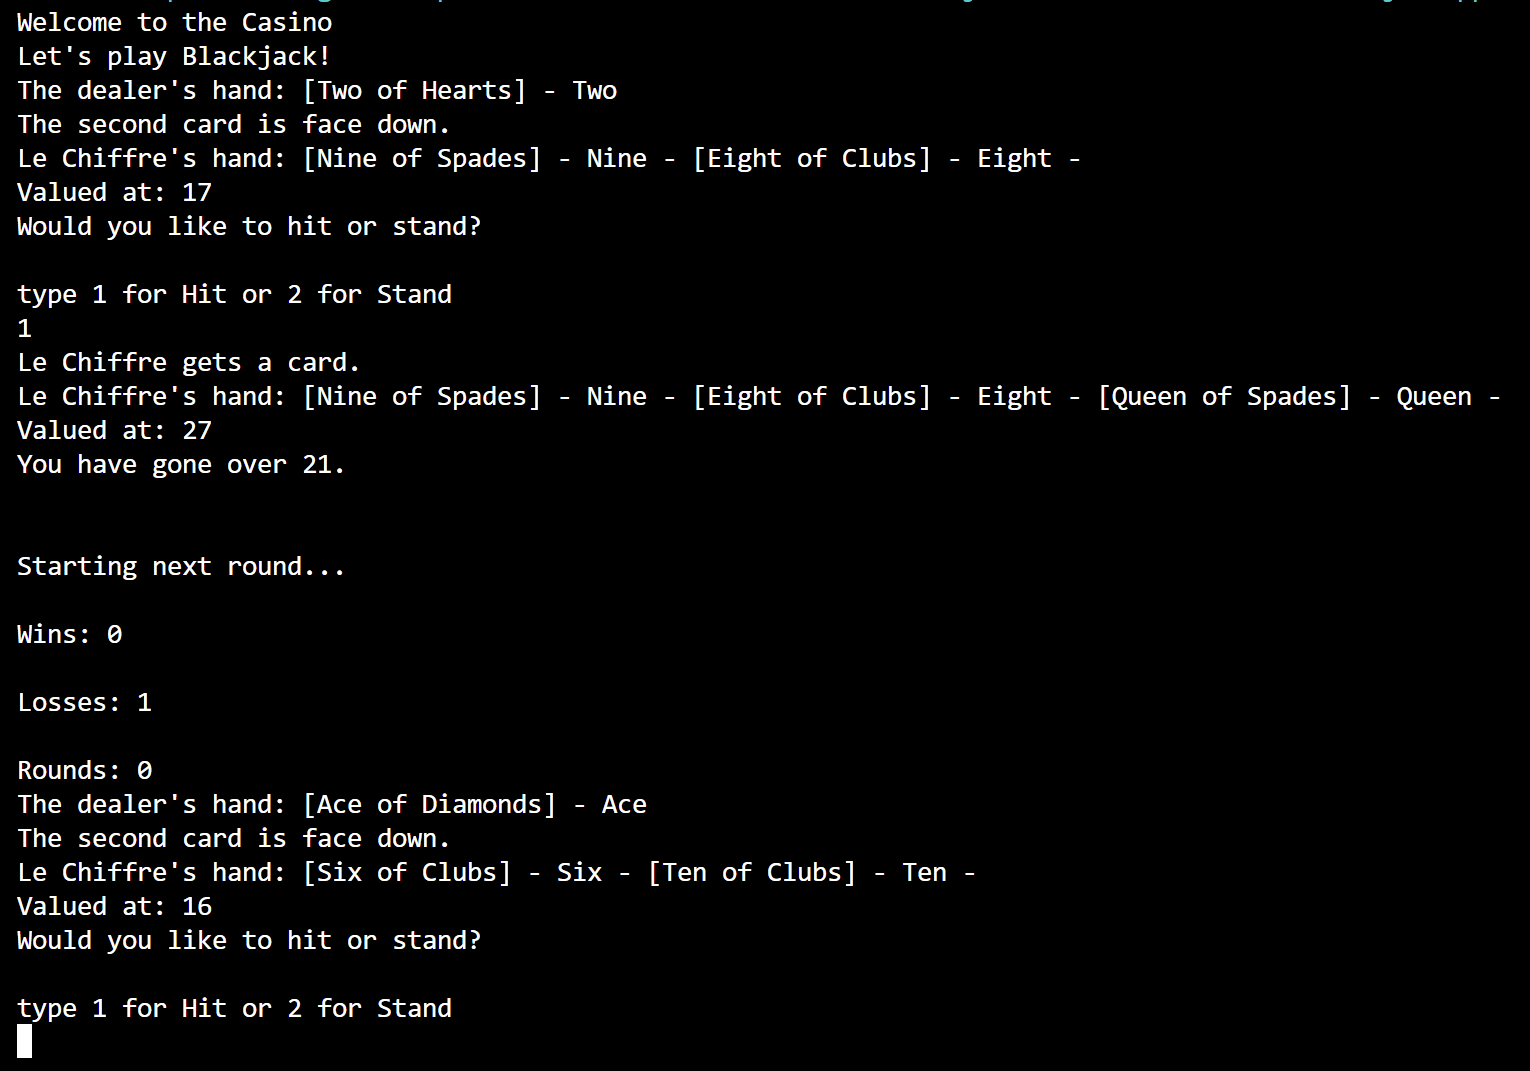 Welcome to the Casino
Let's play Blackjack!
The dealer's hand: [Two of Hearts] - Two
The second card is face down.
Le Chiffre's hand: [Nine of Spades] - Nine - [Eight of Clubs] - Eight -
Valued at: 17
Would you like to hit or stand?
type 1 for Hit or 2 for Stand
1
Le Chiffre gets a card.
Le Chiffre's hand: [Nine of Spades] - Nine - [Eight of Clubs] - Eight - [Queen of Spades] - Queen -
Valued at: 27
You have gone over 21.
Starting next round...
Wins: 0
Losses: 1
Rounds: 0
The dealer's hand: [Ace of Diamonds] - Ace
The second card is face down.
Le Chiffre's hand: [Six of Clubs] - Six - [Ten of Clubs] - Ten -
Valued at: 16
Would you like to hit or stand?
type 1 for Hit or 2 for Stand